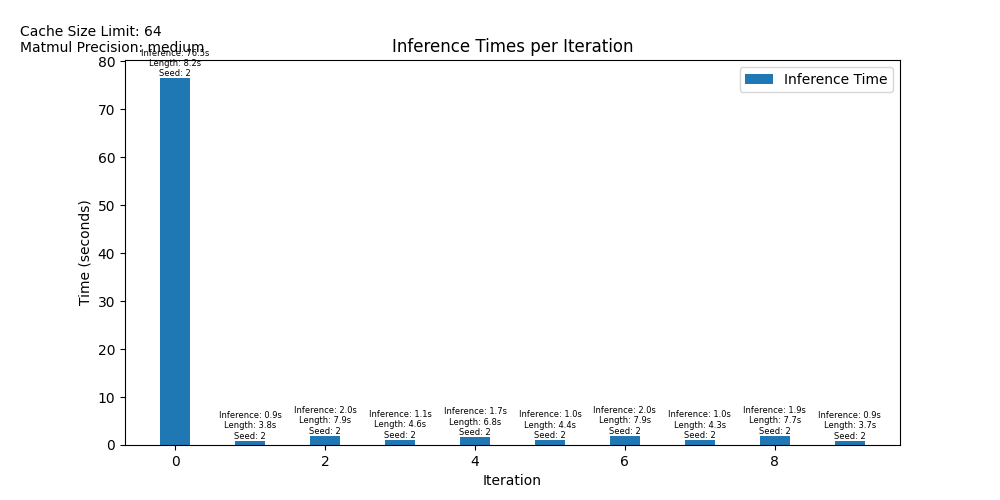 Cache Size Limit: 64
Matmul Precision: medium
Inference Times per Iteration
Inference: 76.5s
Length: 8.2s
Seed: 2
Inference Time
80
70
60
50
40
30
20
10
0
Time (seconds)
Inference: 0.9s
Length: 3.8s
Seed: 2
Inference: 2.0s
Length: 7.9s
Seed: 2
Inference: 1.1s
Length: 4.6s
Seed: 2
Inference: 1.7s
Length: 6.8s
Seed: 2
Inference: 1.0s
Length: 4.4s
Seed: 2
Inference: 2.0s
Length: 7.9s
Seed: 2
Inference: 1.0s
Length: 4.3s
Seed: 2
Inference: 1.9s
Length: 7.7s
Seed: 2
Inference: 0.9s
Length: 3.7s
Seed: 2
0 2 4 6 8
Iteration